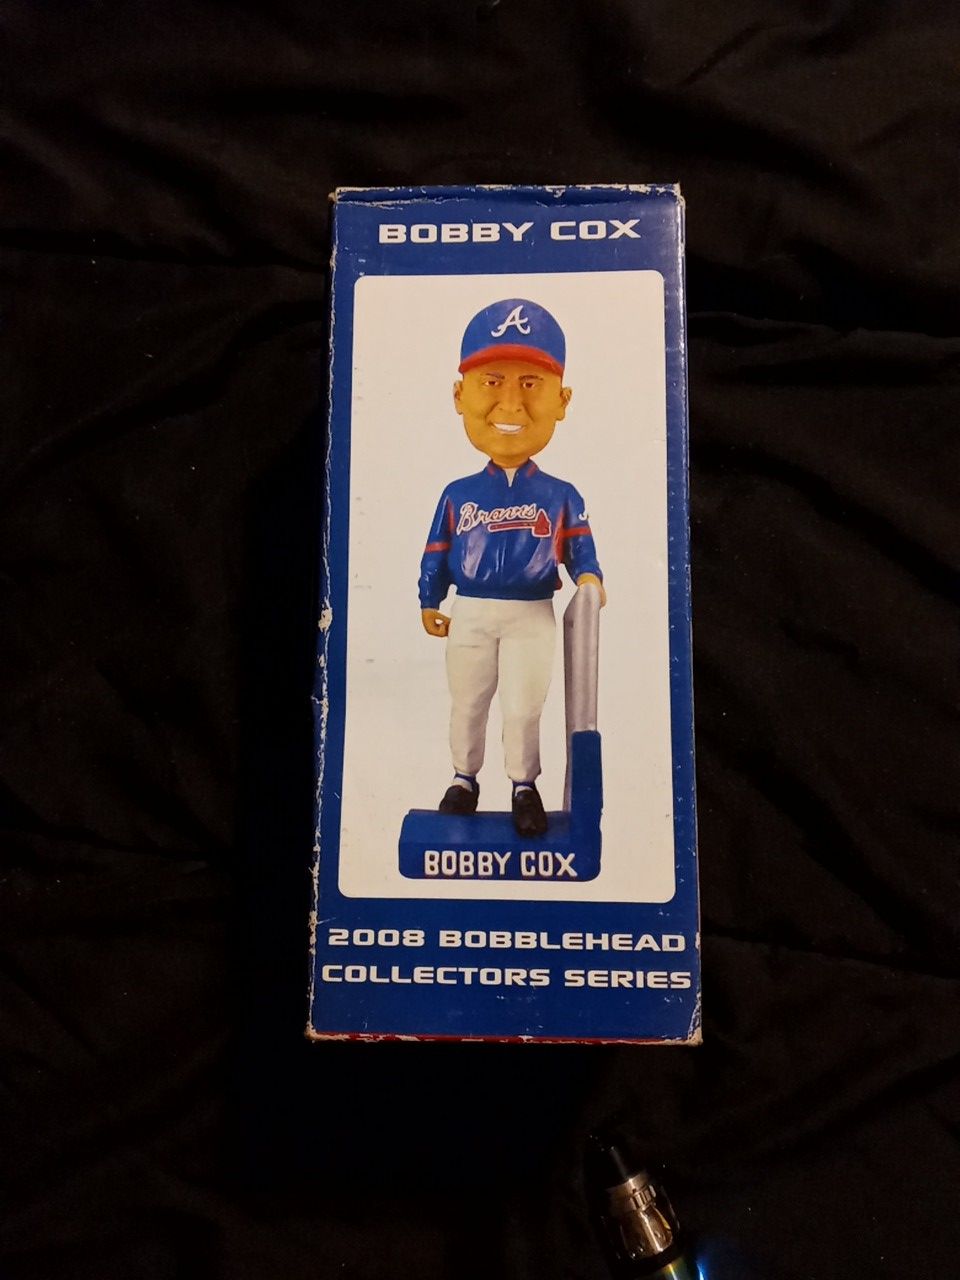 BOBBY COX
A
Braves
BOBBY COX
2008 BOBBLEHEAD
COLLECTORS SERIES